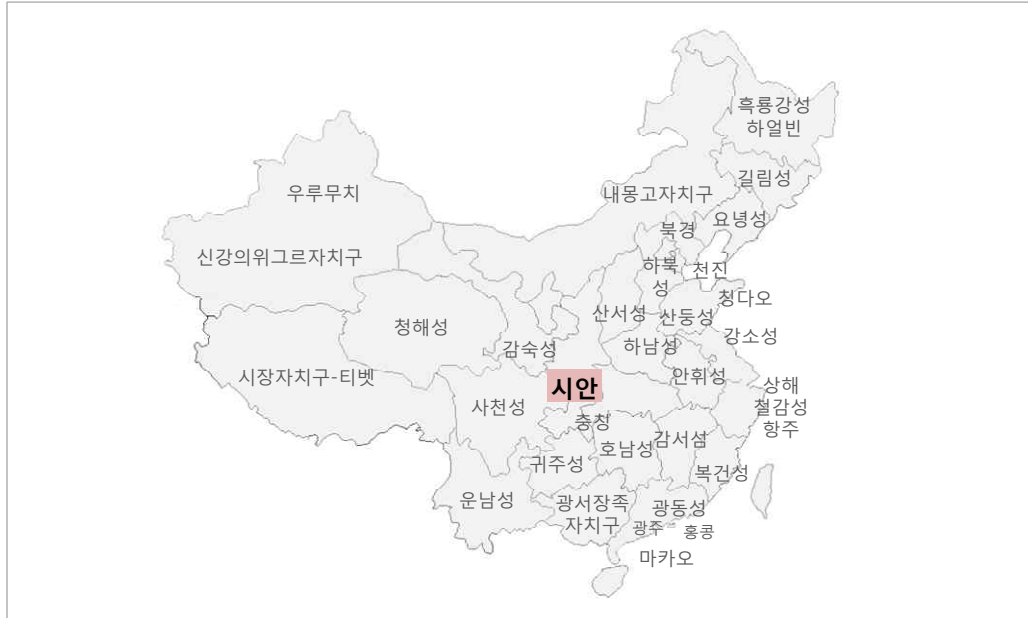 흑룡강성
하얼빈
길림성
우루무치
내몽고자치구
요녕성
북경
신강의위그르자치구
하북
성
천진
청다오
산서성
산둥성
청해성
강소성
하남성
감숙성
안휘성
시장자치구-티벳
시안
상해
사천성
철감성
충칭
항주
호남성
감서섬
귀주성
복건성
운남성
광서장족
자치구
광동성
광주
홍콩
마카오